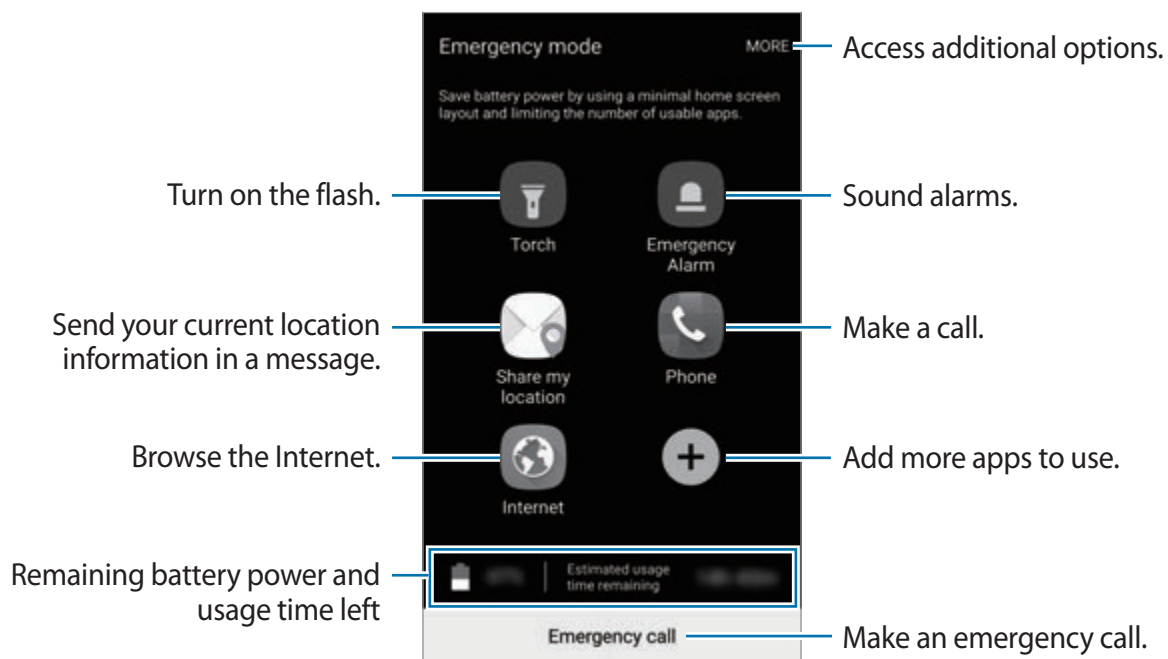 Emergency mode
MORE
Access additional options.
Save battery power by using a minimal home screen
layout and limiting the number of usable apps.
Turn on the flash.
Torch
Emergency
Alarm
Sound alarms.
Send your current location
information in a message.
Share my
location
Phone
Make a call.
Browse the Internet.
Internet
Add more apps to use.
Remaining battery power and
usage time left
Estimated usage
time remaining
Emergency call
Make an emergency call.